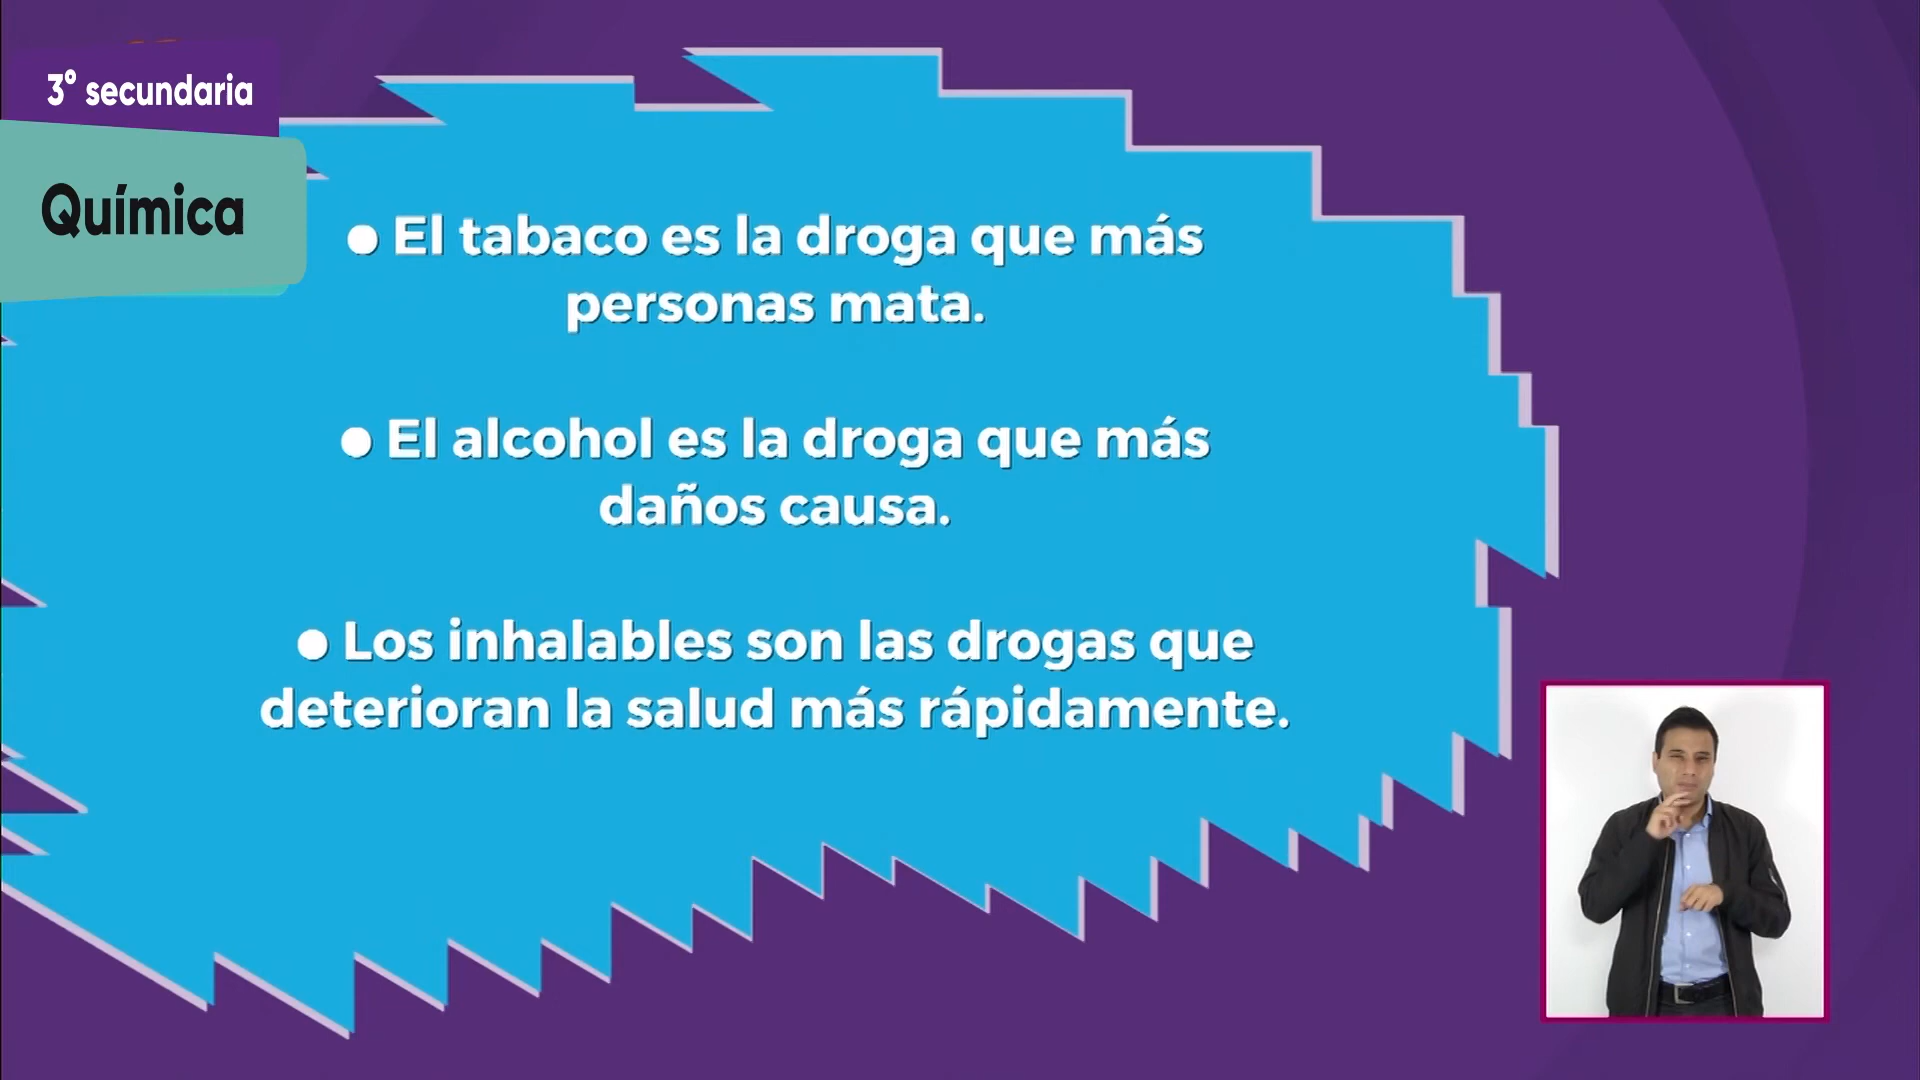 3° secundaria
Química
● El tabaco es la droga que más
personas mata.
● El alcohol es la droga que más
daños causa.
● Los inhalables son las drogas que
deterioran la salud más rápidamente.